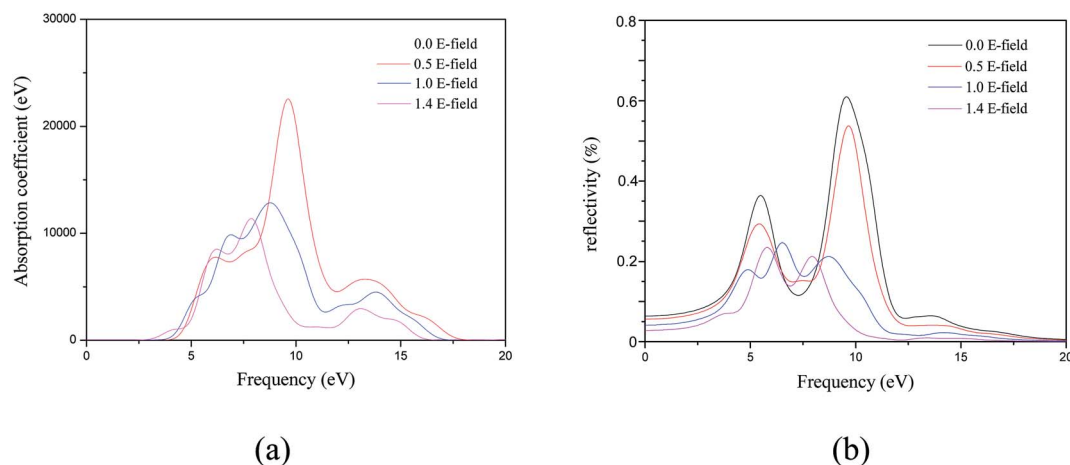 30000
20000
10000
0
Absorption coefficient (eV)
0.0 E-field
0.5 E-field
1.0 E-field
1.4 E-field
0 5 10 15 20
Frequency (eV)
(a)
0.8
0.6
0.4
0.2
0
reflectivity (%)
0.0 E-field
0.5 E-field
1.0 E-field
1.4 E-field
0 5 10 15 20
Frequency (eV)
(b)